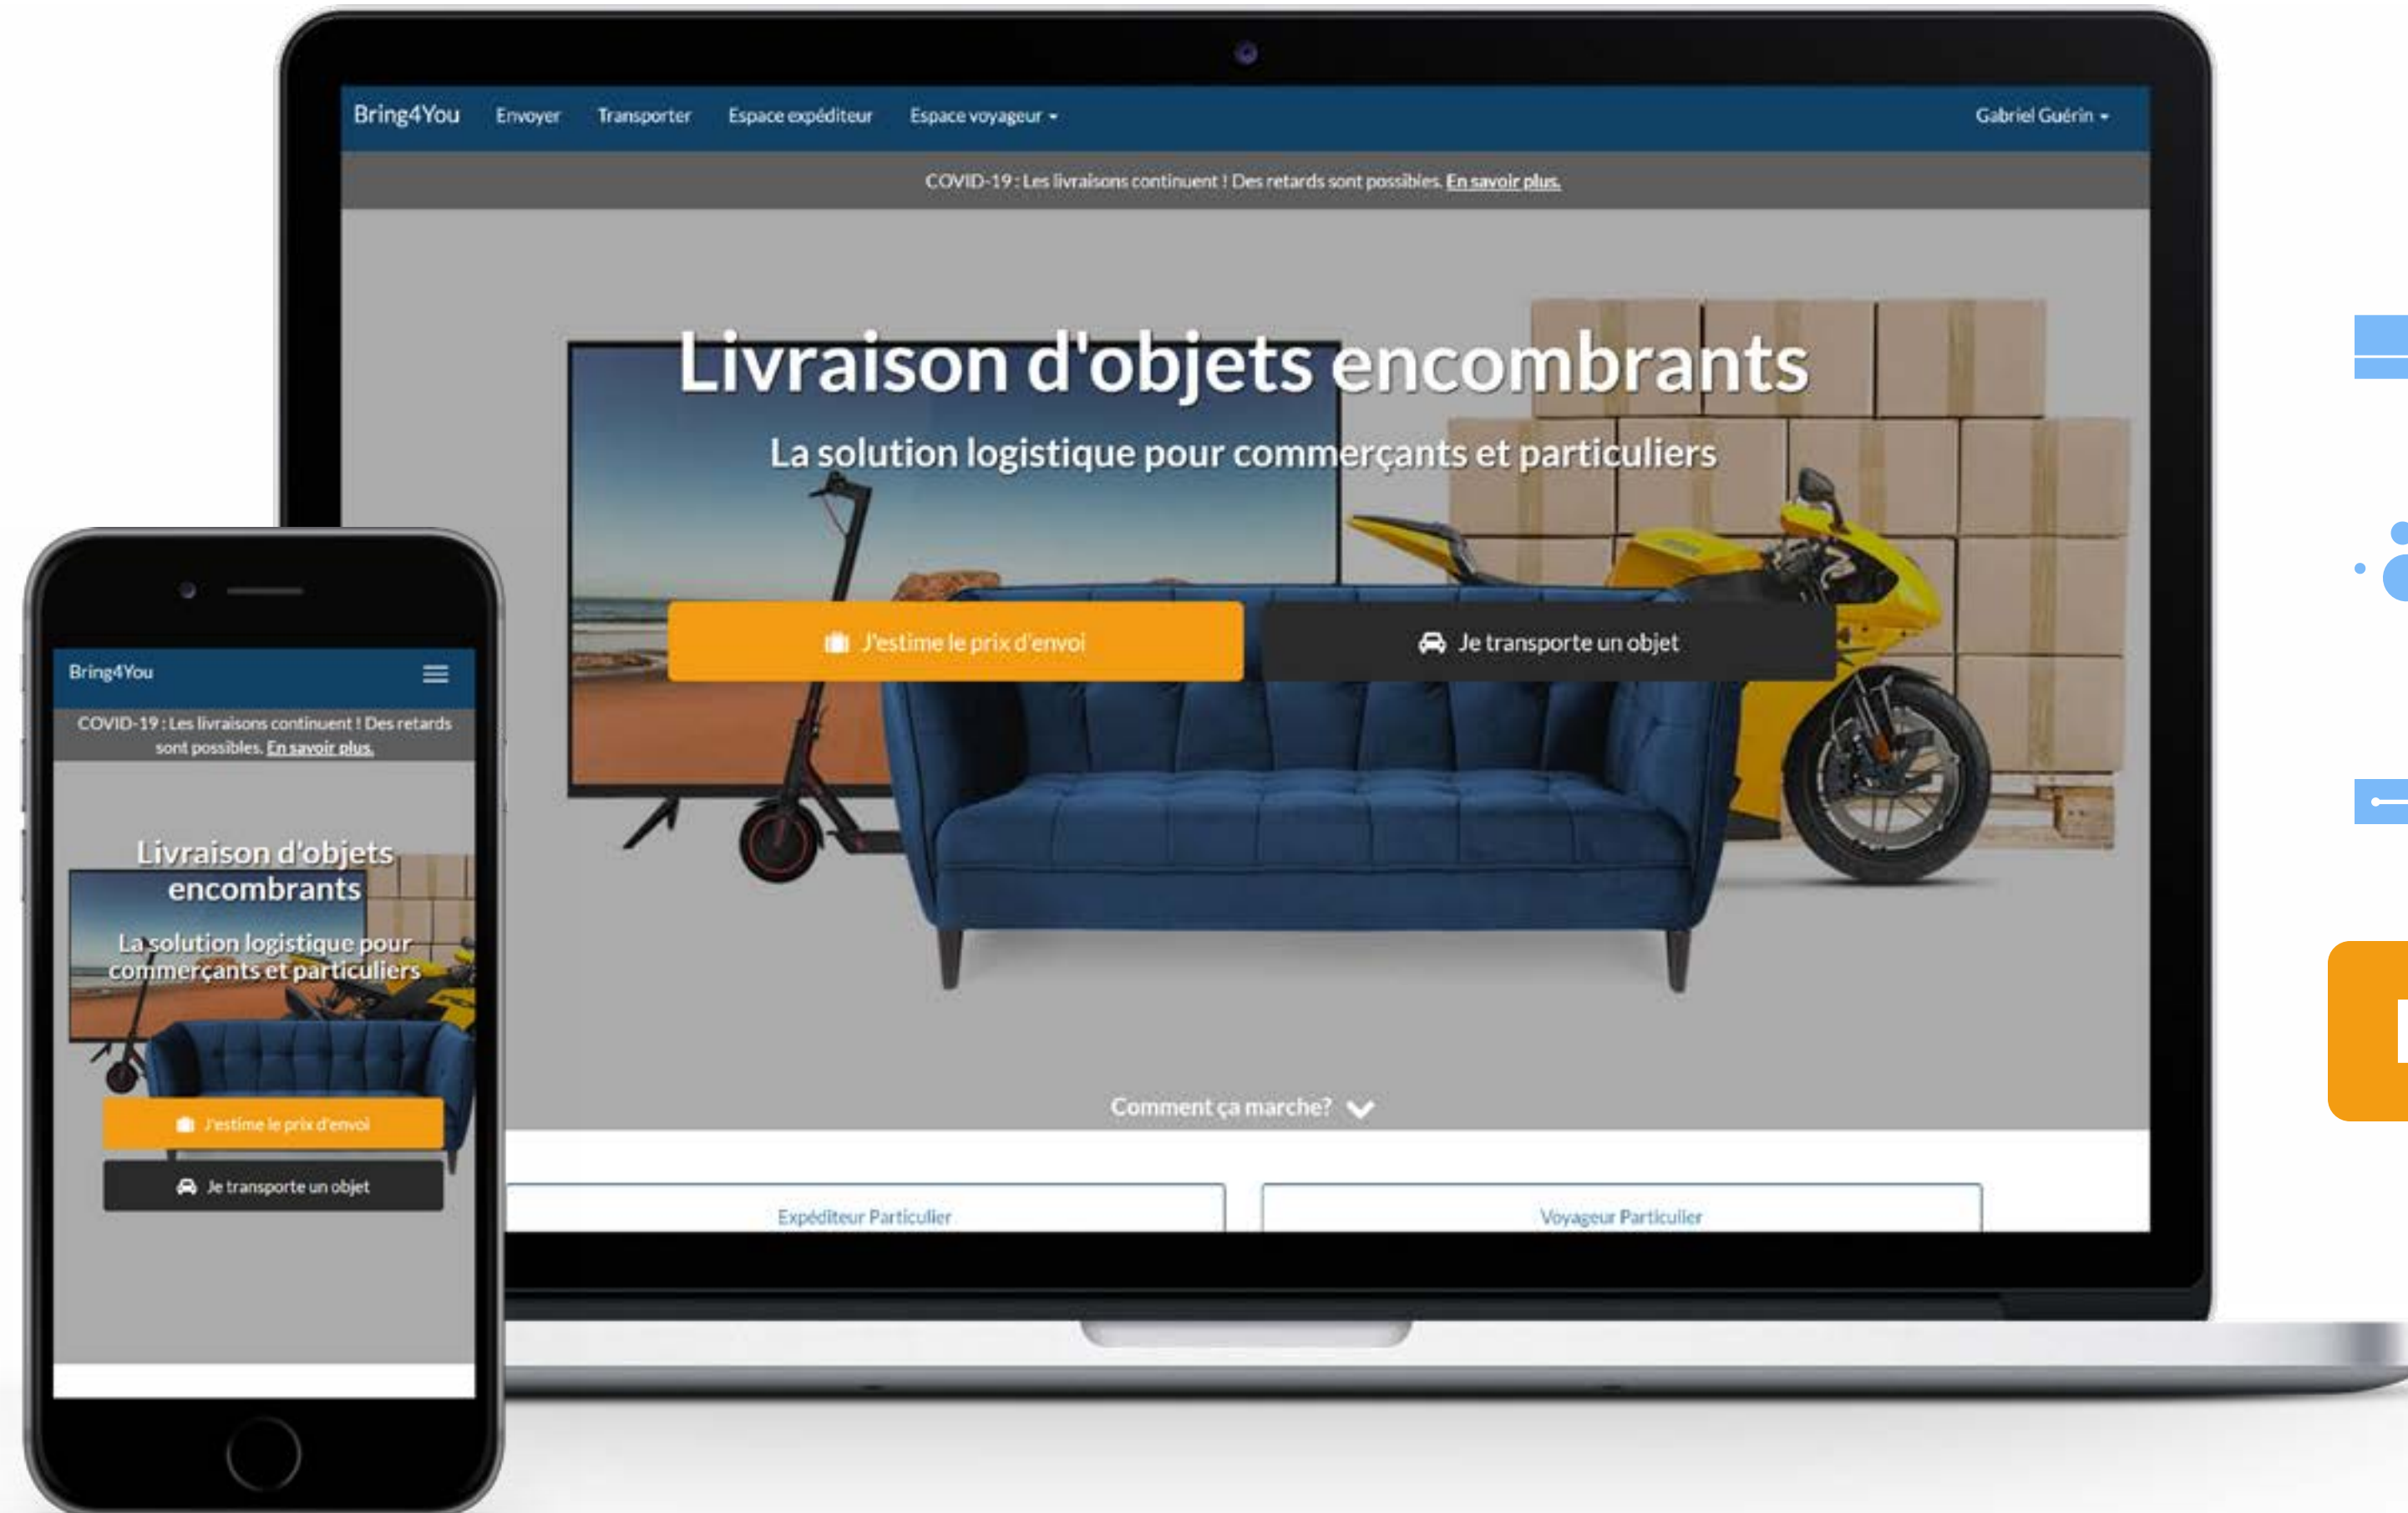 Bring4You Envoyer Transporter Espace expéditeur Espace voyageur Gabriel Guérin
COVID-19 : Les livraisons continuent ! Des retards sont possibles. En savoir plus.
Livraison d'objets encombrants
La solution logistique pour commerçants et particuliers
J'estime le prix d'envoi Je transporte un objet
Comment ça marche?
Expéditeur Particulier Voyageur Particulier
Bring4You
COVID-19 : Les livraisons continuent ! Des retards
sont possibles. En savoir plus.
Livraison d'objets
encombrants
La solution logistique pour
commerçants et particuliers
J'estime le prix d'envoi
Je transporte un objet